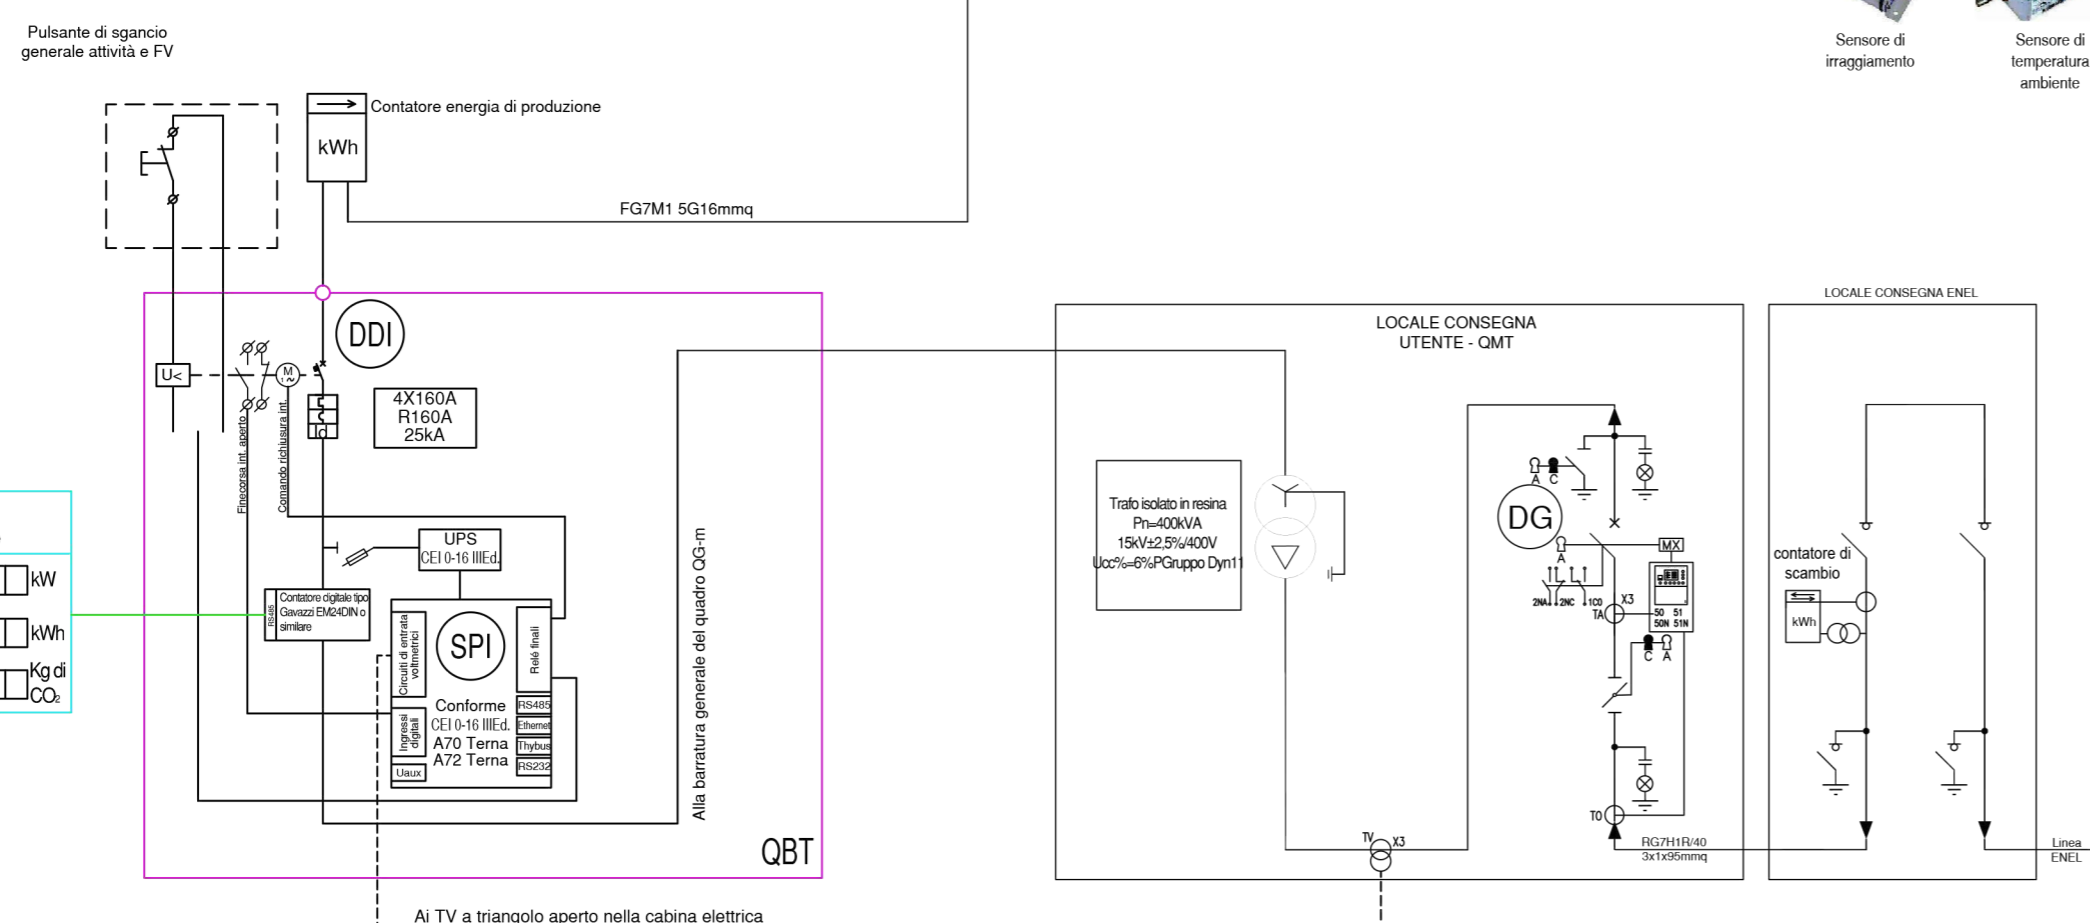 Pulsante di sgancio
generale attività e FV
Contatore energia di produzione
kWh
FG7M1 5G16mmq
Sensore di
irraggiamento
Sensore di
temperatura
ambiente
DDI
U<
M
1~
Id
4X160A
R160A
25kA
Finecorsa int. aperto
Comando richiusura int.
UPS
CEI 0-16 IIIEd.
RS485
Contatore digitale tipo
Gavazzi EM24DIN o
similare
Circuiti di entrata
voltmetrici
SPI
Relé finali
Conforme
CEI 0-16 IIIEd.
A70 Terna
A72 Terna
Ingressi
digitali
Uaux
RS485
Ethernet
Thybus
RS232
kW
kWh
Kg di
CO₂
Alla barratura generale del quadro QG-m
QBT
Ai TV a triangolo aperto nella cabina elettrica
LOCALE CONSEGNA
UTENTE - QMT
Trafo isolato in resina
Pn=400kVA
15kV±2,5%/400V
Ucc%=6%PGruppo Dyn11
TV
X3
A C
DG
A
MX
2NA
2NC
1CO
TA
X3
50 51
50N 51N
C A
TO
RG7H1R/40
3x1x95mmq
LOCALE CONSEGNA ENEL
contatore di
scambio
kWh
Linea
ENEL